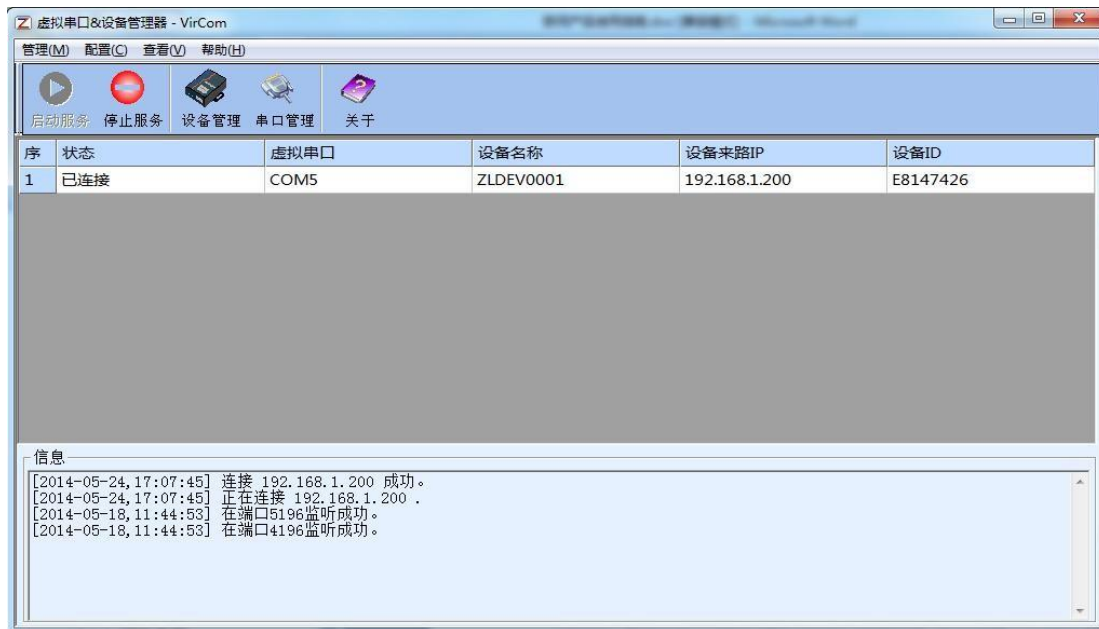 虚拟串口&设备管理器 - VirCom
管理(M) 配置(C) 查看(V) 帮助(H)
启动服务 停止服务 设备管理 串口管理 关于
序 状态 虚拟串口 设备名称 设备来路IP 设备ID
1 已连接 COM5 ZLDEV0001 192.168.1.200 E8147426
信息
[2014-05-24,17:07:45] 连接 192.168.1.200 成功。
[2014-05-24,17:07:45] 正在连接 192.168.1.200 .
[2014-05-18,11:44:53] 在端口5196监听成功。
[2014-05-18,11:44:53] 在端口4196监听成功。